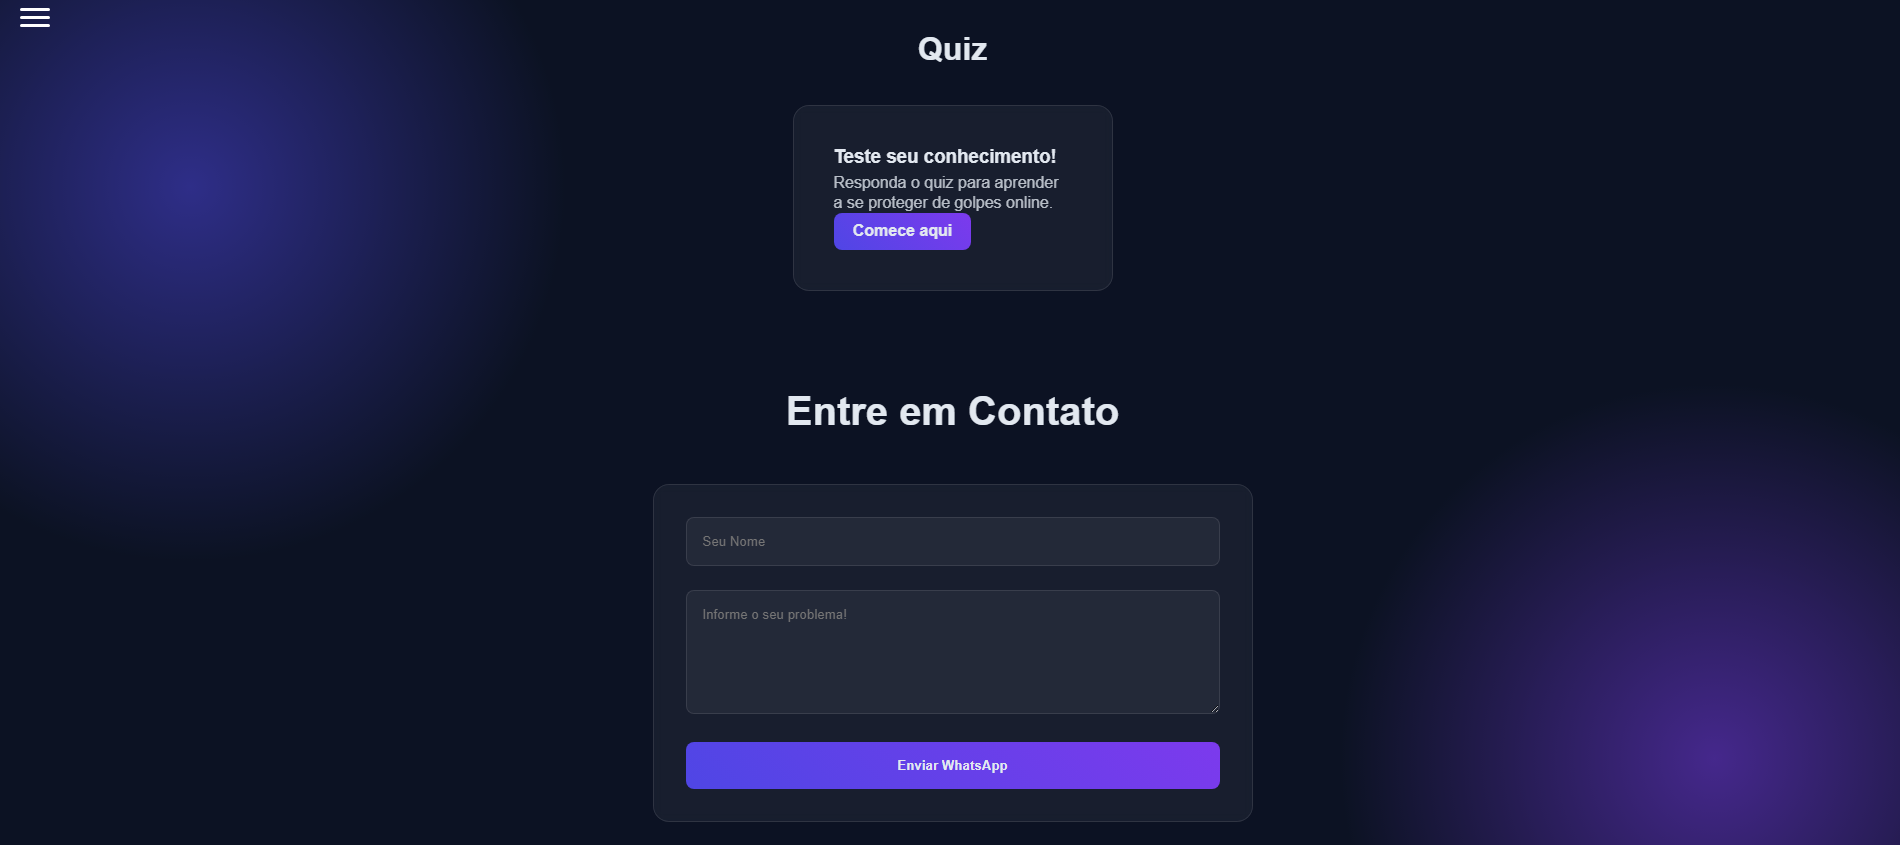 Quiz
Teste seu conhecimento!
Responda o quiz para aprender
a se proteger de golpes online.
Comece aqui
Entre em Contato
Seu Nome
Informe o seu problema!
Enviar WhatsApp